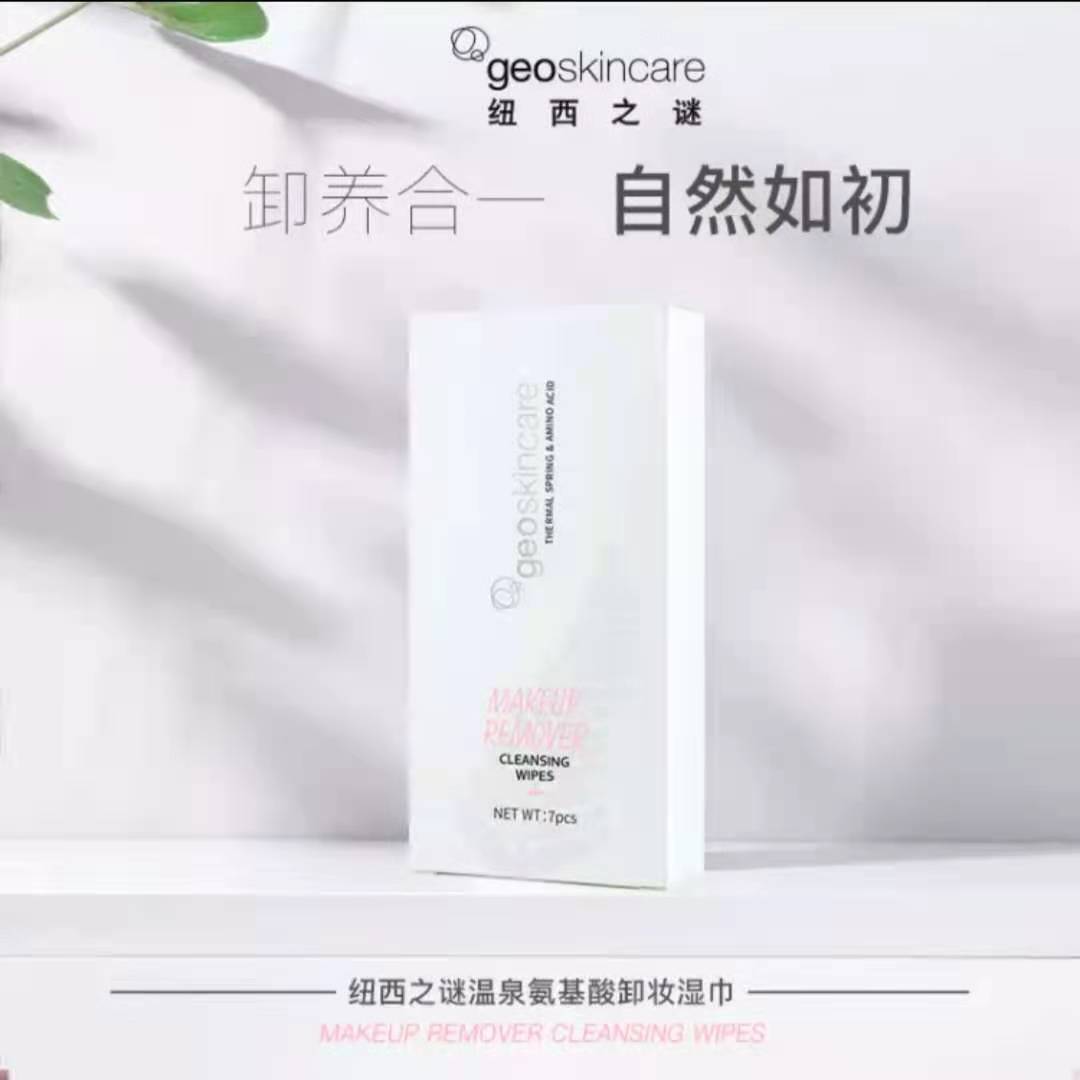 geoskincare
纽西之谜
卸养合一 自然如初
geoskincare
THERMAL SPRING & AMINO ACID
MAKEUP
REMOVER
CLEANSING
WIPES
NET WT:7pcs
纽西之谜温泉氨基酸卸妆湿巾
MAKEUP REMOVER CLEANSING WIPES